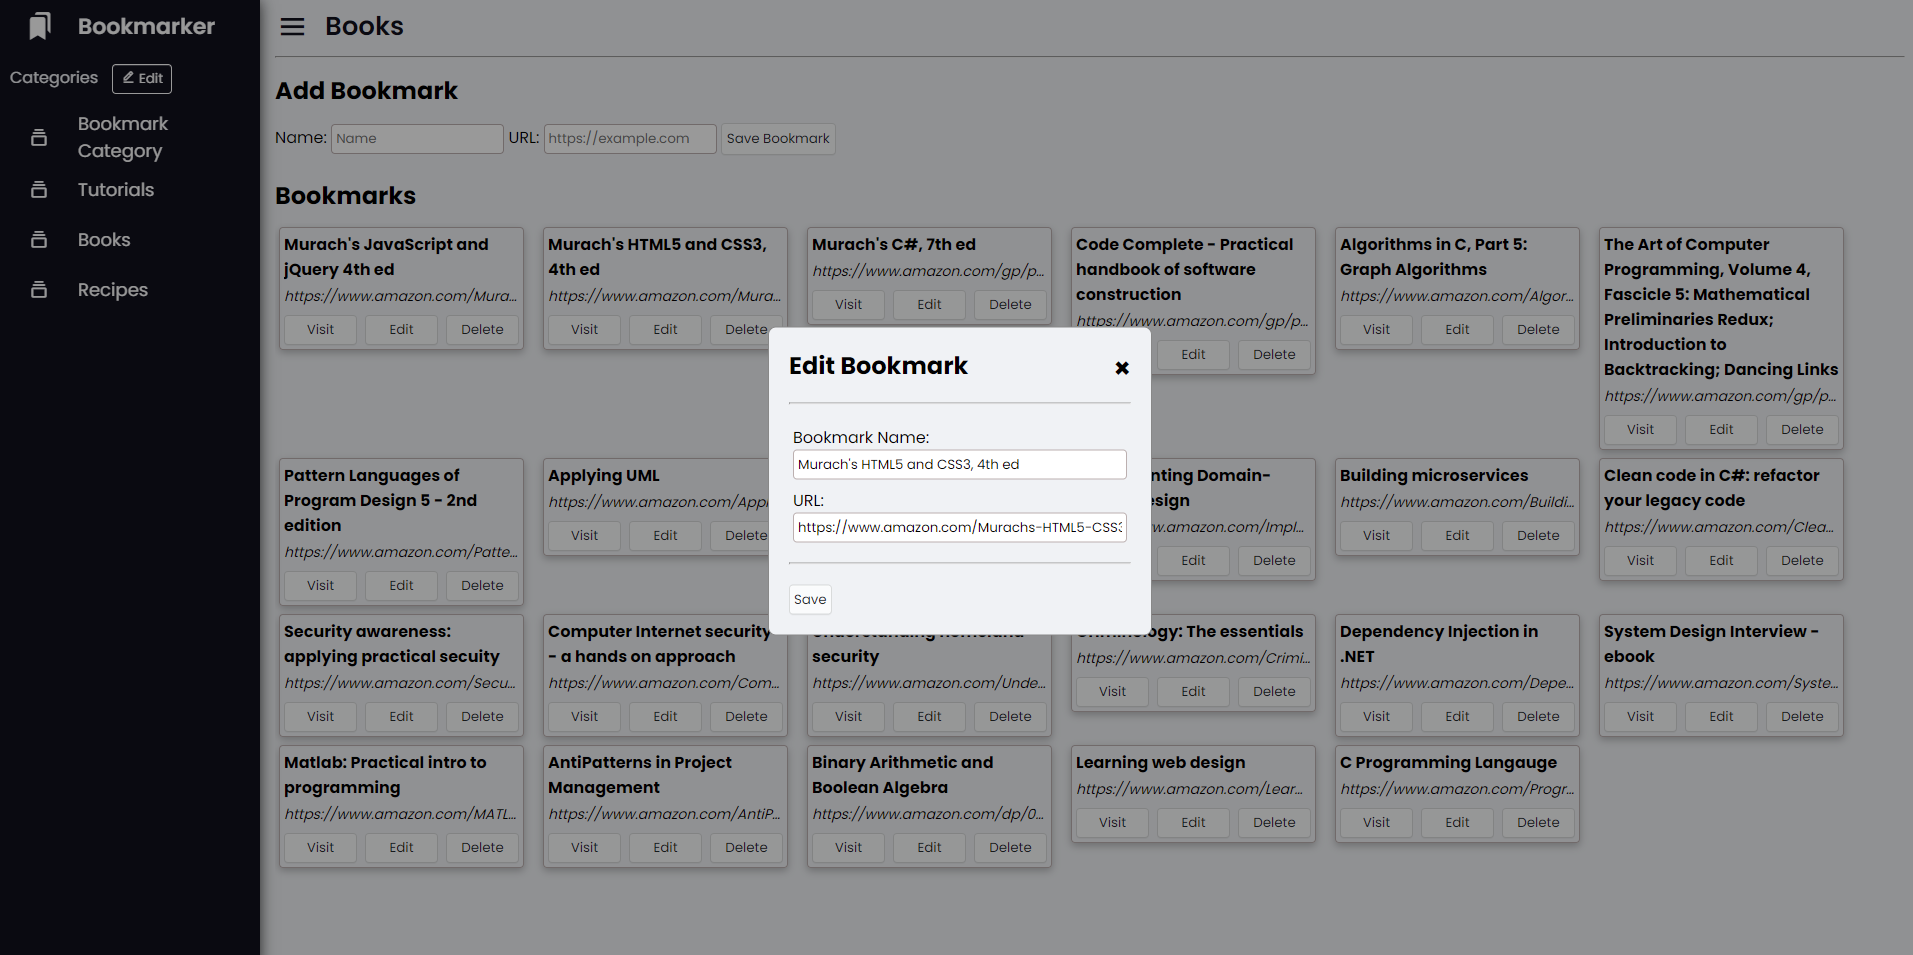 Bookmarker
Categories
Edit
Bookmark
Category
Tutorials
Books
Recipes
Books
Add Bookmark
Name: Name URL: https://example.com Save Bookmark
Bookmarks
Murach's JavaScript and
jQuery 4th ed
https://www.amazon.com/Mura...
Visit Edit Delete
Murach's HTML5 and CSS3,
4th ed
https://www.amazon.com/Mura...
Visit Edit Delete
Murach's C#, 7th ed
https://www.amazon.com/gp/p...
Visit Edit Delete
Code Complete - Practical
handbook of software
construction
https://www.amazon.com/gp/p...
Edit Delete
Algorithms in C, Part 5:
Graph Algorithms
https://www.amazon.com/Algor...
Visit Edit Delete
The Art of Computer
Programming, Volume 4,
Fascicle 5: Mathematical
Preliminaries Redux;
Introduction to
Backtracking; Dancing Links
https://www.amazon.com/gp/p...
Visit Edit Delete
Edit Bookmark
Bookmark Name:
Murach's HTML5 and CSS3, 4th ed
URL:
https://www.amazon.com/Murachs-HTML5-CSS3
Save
Pattern Languages of
Program Design 5 - 2nd
edition
https://www.amazon.com/Patte...
Visit Edit Delete
Applying UML
https://www.amazon.com/Appl
Visit Edit Delete
nting Domain-
esign
w.amazon.com/Impl...
Edit Delete
Building microservices
https://www.amazon.com/Buildi...
Visit Edit Delete
Clean code in C#: refactor
your legacy code
https://www.amazon.com/Clea...
Visit Edit Delete
Security awareness:
applying practical secuity
https://www.amazon.com/Secu...
Visit Edit Delete
Computer Internet security
- a hands on approach
https://www.amazon.com/Com...
Visit Edit Delete
Understanding homeland
security
https://www.amazon.com/Unde...
Visit Edit Delete
Criminology: The essentials
https://www.amazon.com/Crimi...
Visit Edit Delete
Dependency Injection in
.NET
https://www.amazon.com/Depe...
Visit Edit Delete
System Design Interview -
ebook
https://www.amazon.com/Syste...
Visit Edit Delete
Matlab: Practical intro to
programming
https://www.amazon.com/MATL...
Visit Edit Delete
AntiPatterns in Project
Management
https://www.amazon.com/AntiP...
Visit Edit Delete
Binary Arithmetic and
Boolean Algebra
https://www.amazon.com/dp/0...
Visit Edit Delete
Learning web design
https://www.amazon.com/Lear...
Visit Edit Delete
C Programming Langauge
https://www.amazon.com/Progr...
Visit Edit Delete